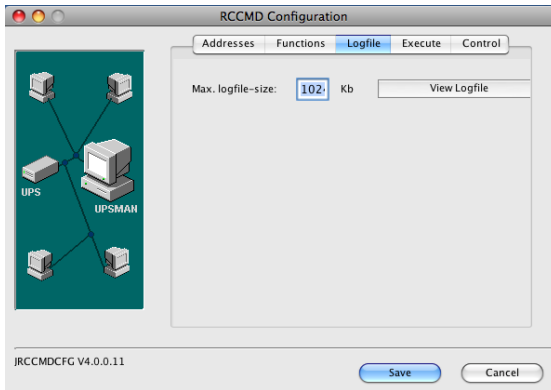 RCCMD Configuration
Addresses Functions Logfile Execute Control
Max. logfile-size: Kb View Logfile
UPS
UPSMAN
JRCCMDCFG V4.0.0.11
Save Cancel